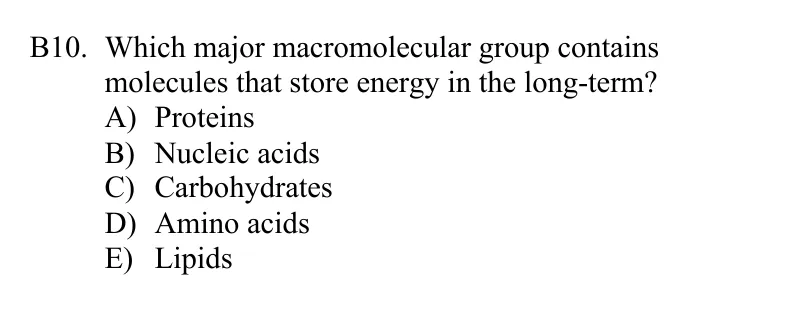 B10. Which major macromolecular group contains
molecules that store energy in the long-term?
A) Proteins
B) Nucleic acids
C) Carbohydrates
D) Amino acids
E) Lipids